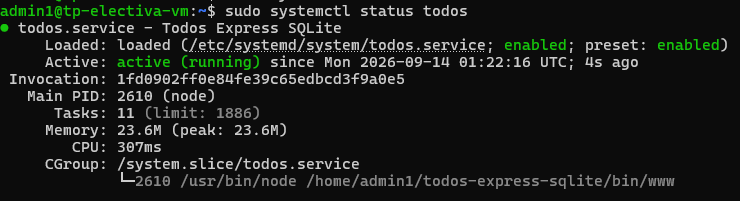 admin1@tp-electiva-vm:~$ sudo systemctl status todos
● todos.service - Todos Express SQLite
Loaded: loaded (/etc/systemd/system/todos.service; enabled; preset: enabled)
Active: active (running) since Mon 2026-09-14 01:22:16 UTC; 4s ago
Invocation: 1fd0902ff0e84fe39c65edbcd3f9a0e5
Main PID: 2610 (node)
Tasks: 11 (limit: 1886)
Memory: 23.6M (peak: 23.6M)
CPU: 307ms
CGroup: /system.slice/todos.service
└─2610 /usr/bin/node /home/admin1/todos-express-sqlite/bin/www